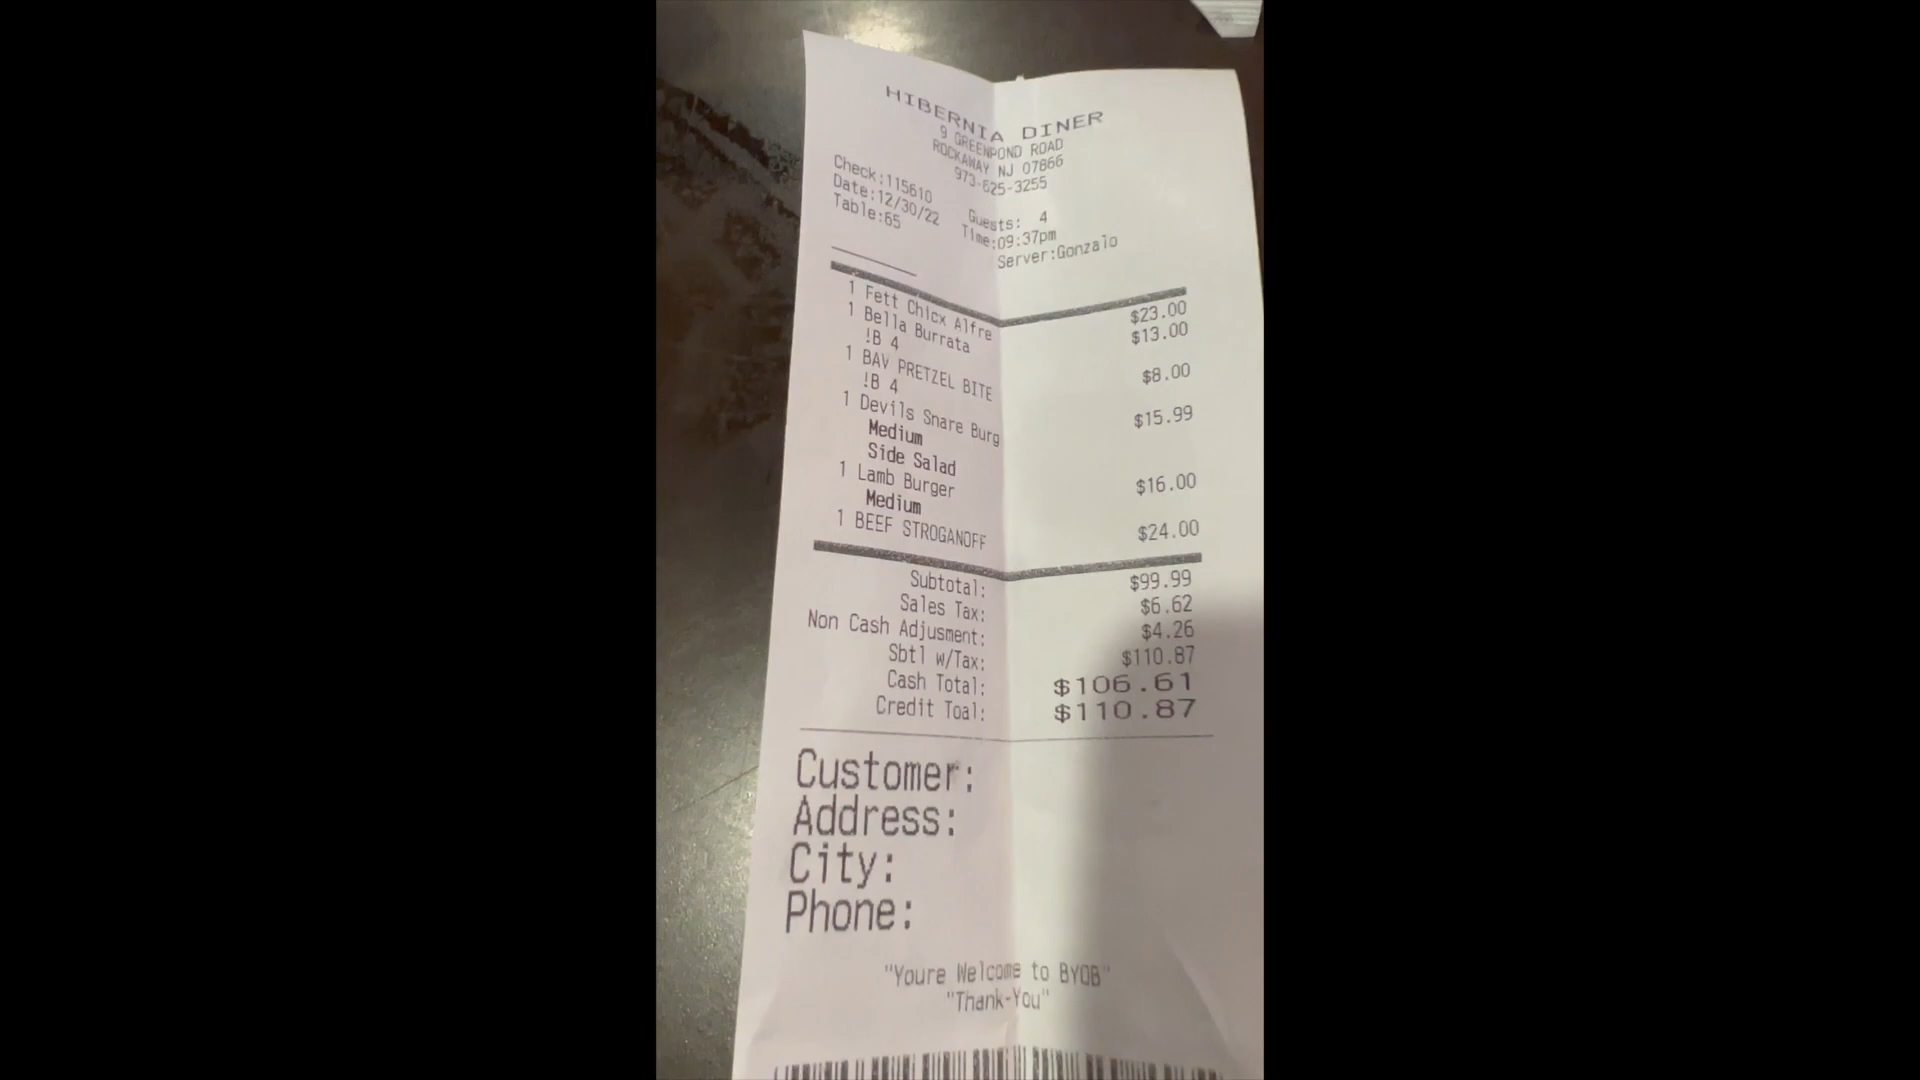 HIBERNIA DINER
9 GREENPOND ROAD
ROCKAWAY NJ 07866
973-625-3255
Check:115610 Guests: 4
Date:12/30/22 Time:09:37pm
Table:65 Server:Gonzalo
1 Fett Chicx Alfre $23.00
1 Bella Burrata $13.00
!B 4
1 BAV PRETZEL BITE $8.00
!B 4
1 Devils Snare Burg $15.99
Medium
Side Salad
1 Lamb Burger $16.00
Medium
1 BEEF STROGANOFF $24.00
Subtotal: $99.99
Sales Tax: $6.62
Non Cash Adjusment: $4.26
Sbtl w/Tax: $110.87
Cash Total: $106.61
Credit Toal: $110.87
Customer:
Address:
City:
Phone:
"Youre Welcome to BYOB"
"Thank-You"